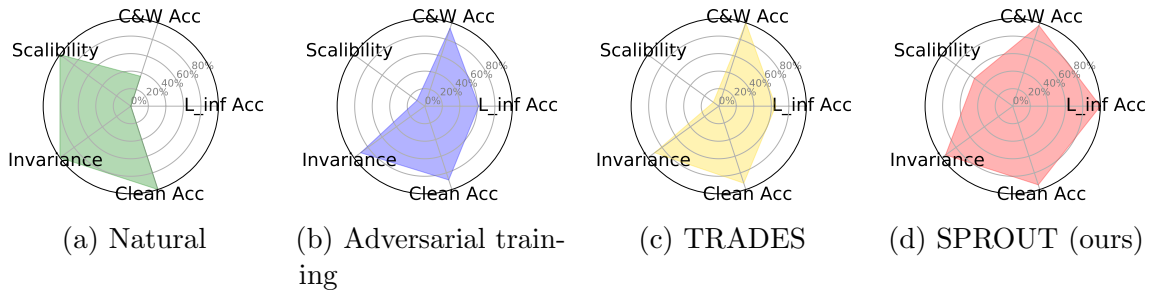 C&W Acc
Scalibility
80%
60%
40%
20%
0%
L_inf Acc
Invariance
Clean Acc
(a) Natural
C&W Acc
Scalibility
80%
60%
40%
20%
0%
L_inf Acc
Invariance
Clean Acc
(b) Adversarial train-
ing
C&W Acc
Scalibility
80%
60%
40%
20%
0%
L_inf Acc
Invariance
Clean Acc
(c) TRADES
C&W Acc
Scalibility
80%
60%
40%
20%
0%
L_inf Acc
Invariance
Clean Acc
(d) SPROUT (ours)